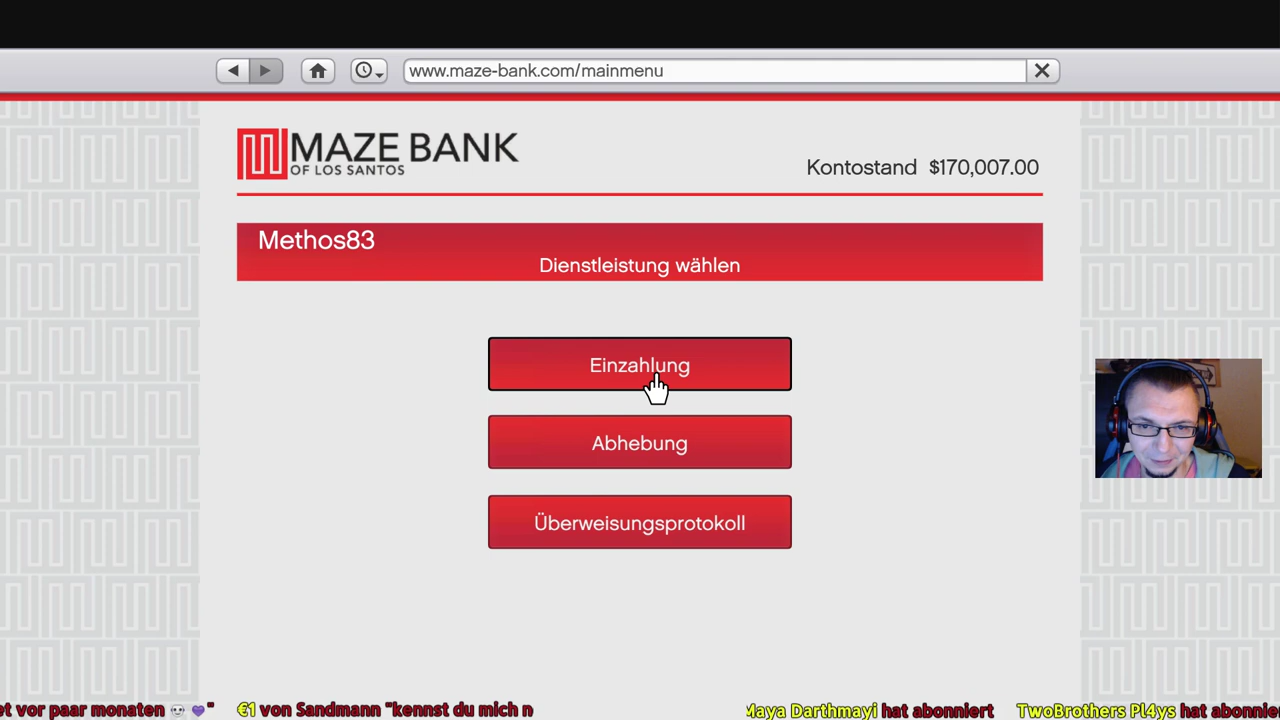 www.maze-bank.com/mainmenu
MAZE BANK
OF LOS SANTOS
Kontostand $170,007.00
Methos83
Dienstleistung wählen
Einzahlung
Abhebung
Überweisungsprotokoll
et vor paar monaten 💀💜" €1 von Sandmann "kennst du mich n
Maya Darthmayi hat abonniert TwoBrothers Pl4ys hat abonnie